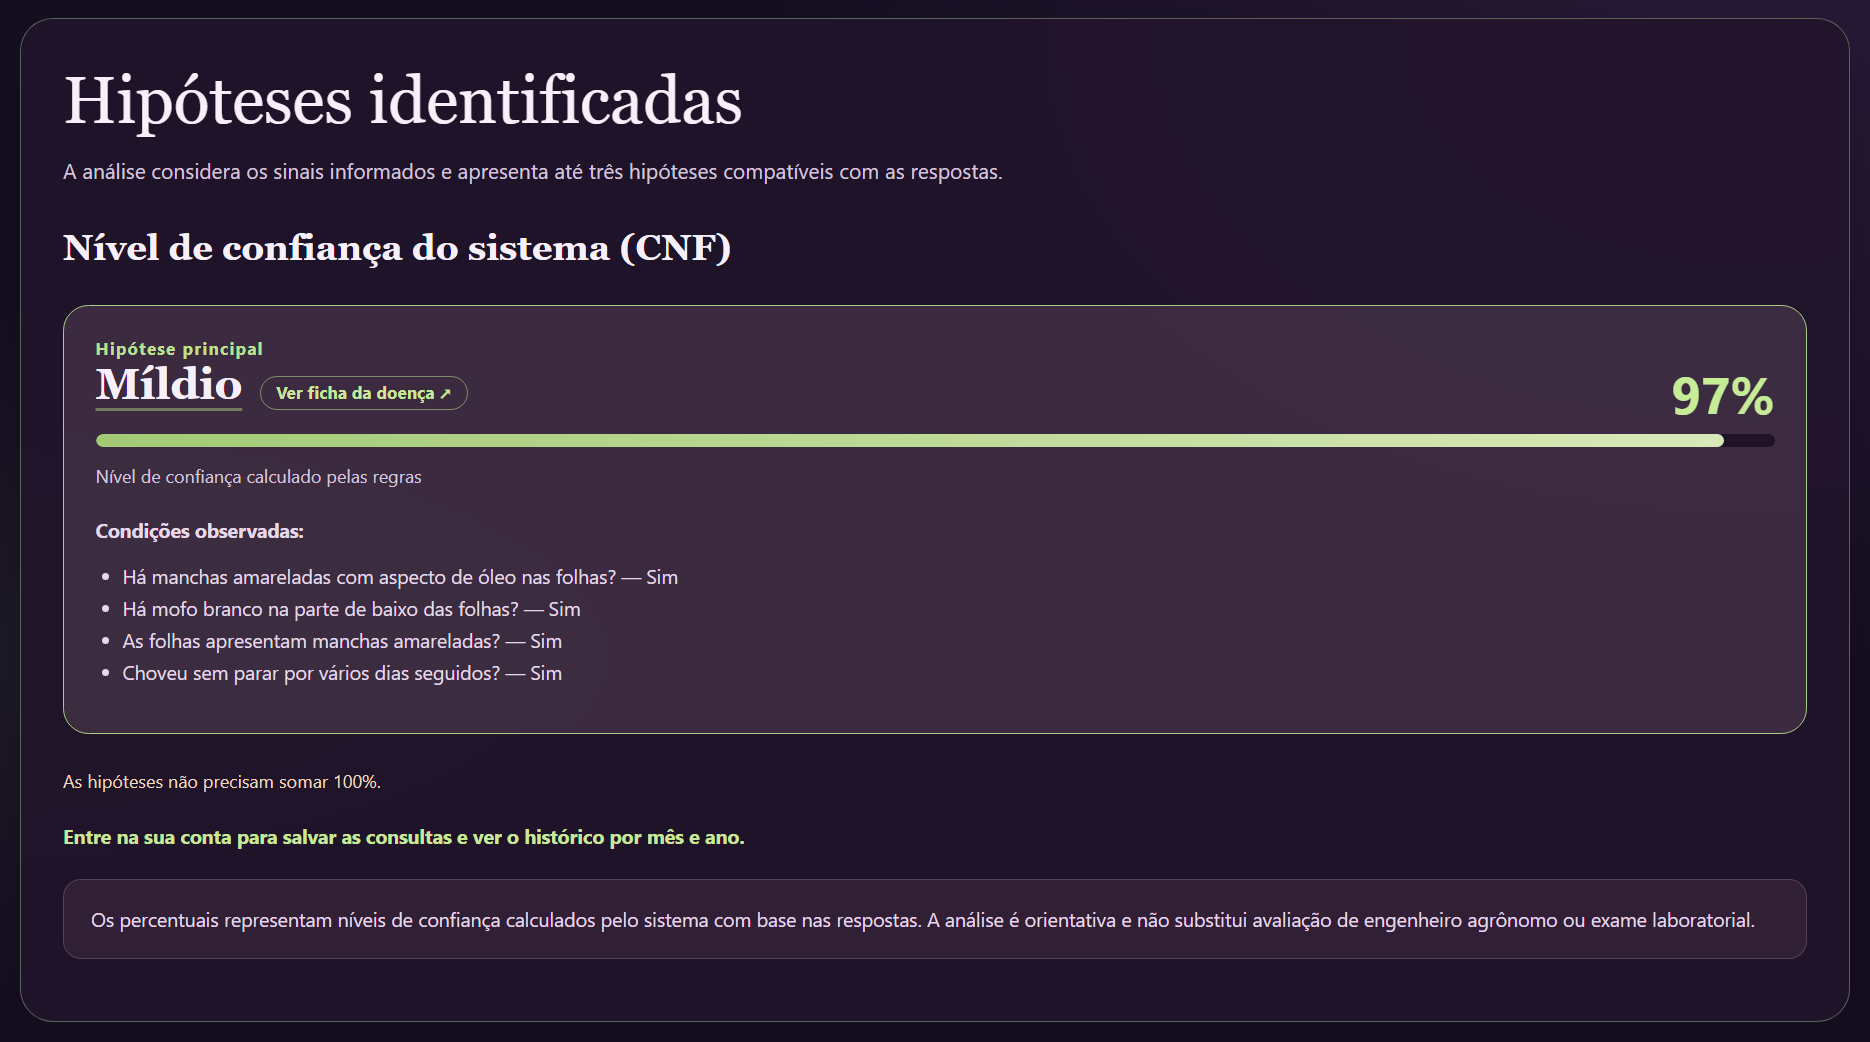 Hipóteses identificadas
A análise considera os sinais informados e apresenta até três hipóteses compatíveis com as respostas.
Nível de confiança do sistema (CNF)
Hipótese principal
Míldio
Ver ficha da doença ↗
97%
Nível de confiança calculado pelas regras
Condições observadas:
• Há manchas amareladas com aspecto de óleo nas folhas? — Sim
• Há mofo branco na parte de baixo das folhas? — Sim
• As folhas apresentam manchas amareladas? — Sim
• Choveu sem parar por vários dias seguidos? — Sim
As hipóteses não precisam somar 100%.
Entre na sua conta para salvar as consultas e ver o histórico por mês e ano.
Os percentuais representam níveis de confiança calculados pelo sistema com base nas respostas. A análise é orientativa e não substitui avaliação de engenheiro agrônomo ou exame laboratorial.